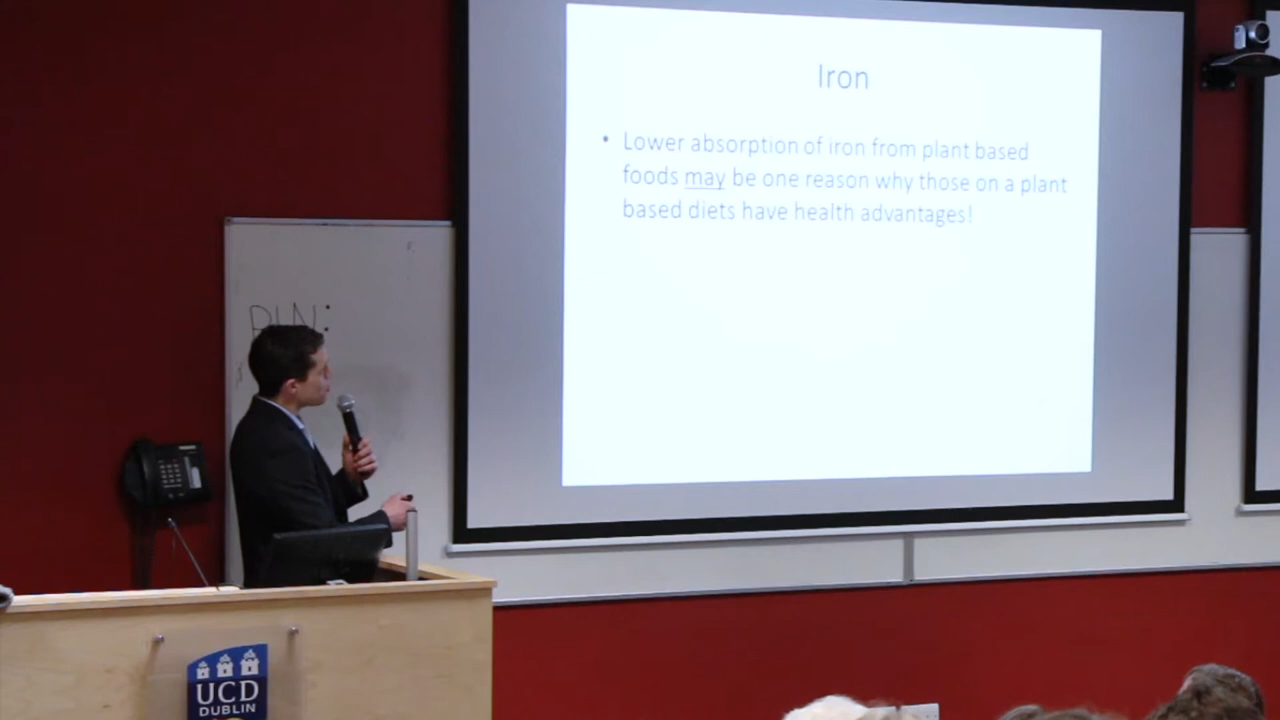 Iron
• Lower absorption of iron from plant based
foods may be one reason why those on a plant
based diets have health advantages!
PIN:
UCD
DUBLIN